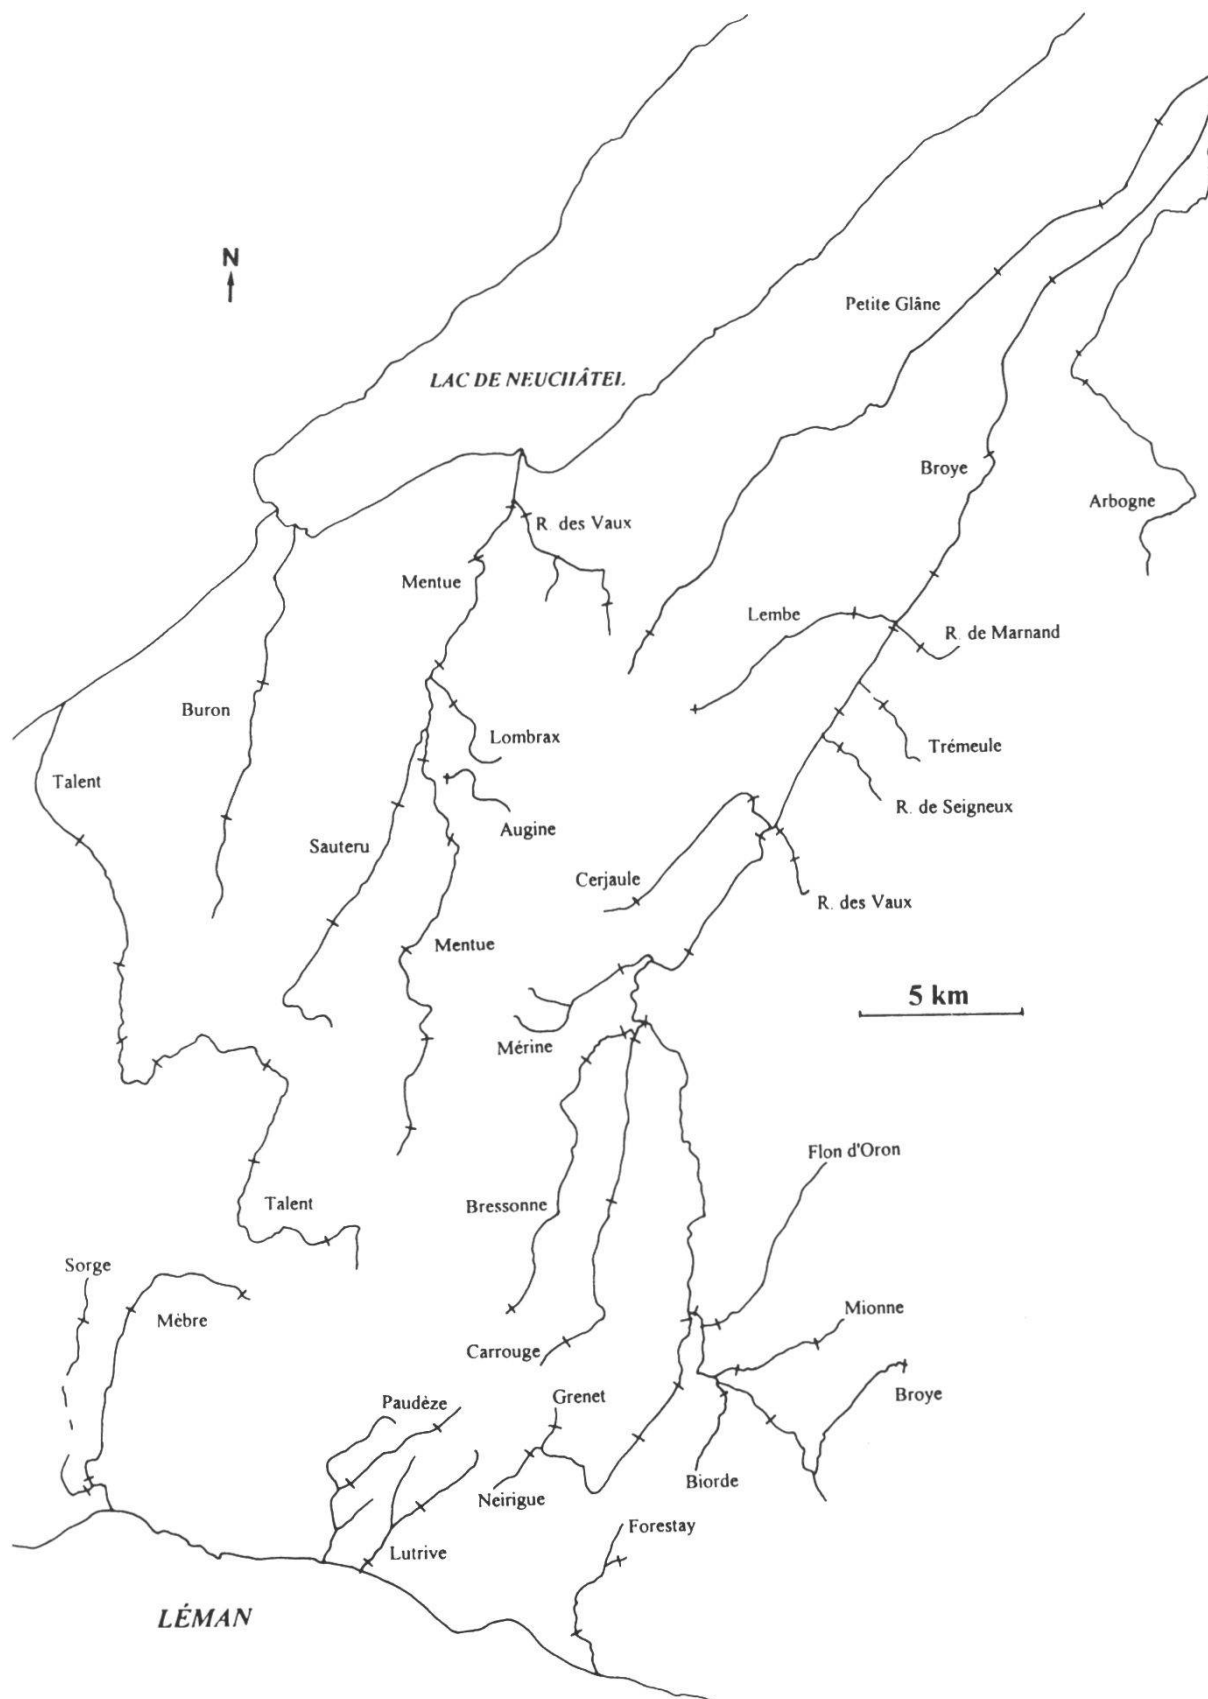 N
Petite Glâne
LAC DE NEUCHÂTEL
Broye
Arbogne
R. des Vaux
Mentue
Lembe
R. de Marnand
Buron
Lombrax
Trémeule
Talent
R. de Seigneux
Augine
Sauteru
Cerjaule
R. des Vaux
Mentue
5 km
Mérine
Flon d'Oron
Bressonne
Talent
Sorge
Mionne
Mèbre
Carrouge
Grenet
Broye
Paudèze
Biorde
Neirigue
Forestay
Lutrive
LÉMAN